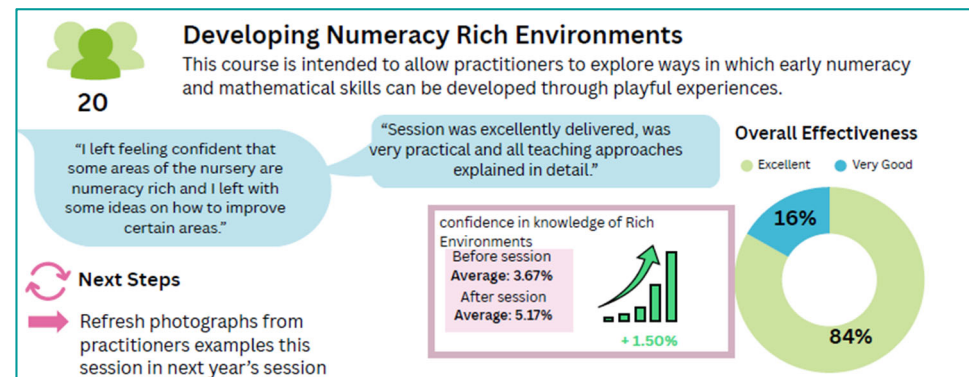 Developing Numeracy Rich Environments
This course is intended to allow practitioners to explore ways in which early numeracy
and mathematical skills can be developed through playful experiences.
20
“I left feeling confident that
some areas of the nursery are
numeracy rich and I left with
some ideas on how to improve
certain areas.”
“Session was excellently delivered, was
very practical and all teaching approaches
explained in detail.”
Overall Effectiveness
Excellent
Very Good
16%
84%
confidence in knowledge of Rich
Environments
Before session
Average: 3.67%
After session
Average: 5.17%
+1.50%
Next Steps
Refresh photographs from
practitioners examples this
session in next year’s session